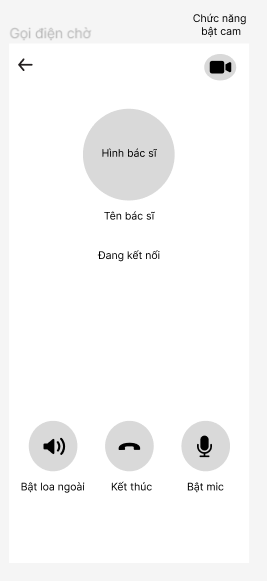 Chức năng
bật cam
Gọi điện chờ
Hình bác sĩ
Tên bác sĩ
Đang kết nối
Bật loa ngoài
Kết thúc
Bật mic